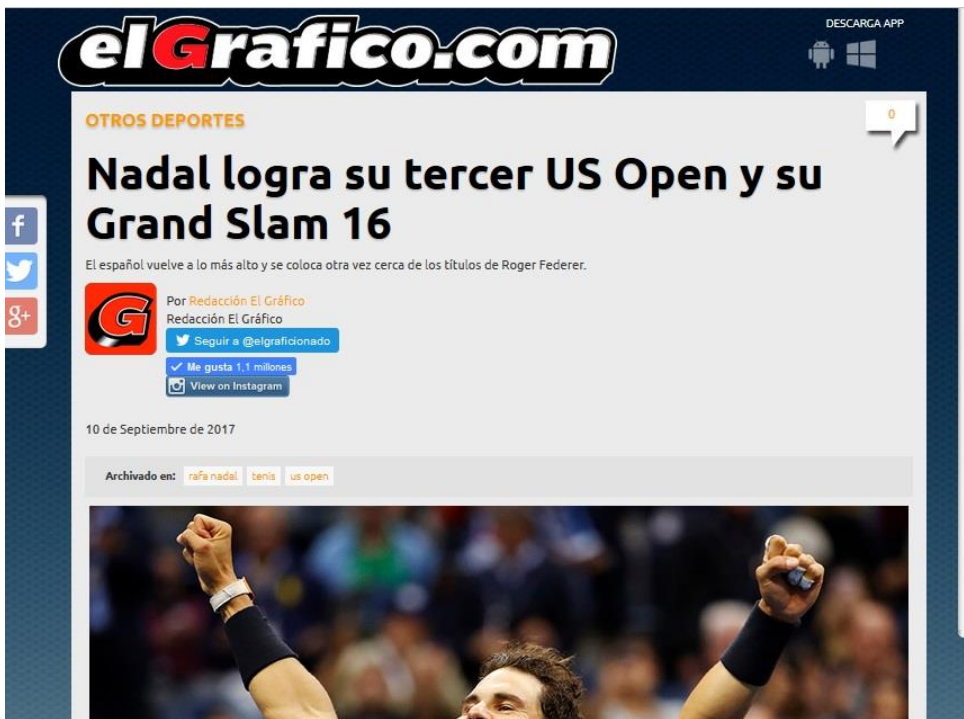 elGrafico.com
DESCARGA APP
OTROS DEPORTES
0
Nadal logra su tercer US Open y su
Grand Slam 16
El español vuelve a lo más alto y se coloca otra vez cerca de los títulos de Roger Federer.
f
8+
G
Por Redacción El Gráfico
Redacción El Gráfico
Seguir a @elgraficionado
Me gusta 1,1 millones
View on Instagram
10 de Septiembre de 2017
Archivado en: rafa nadal tenis us open